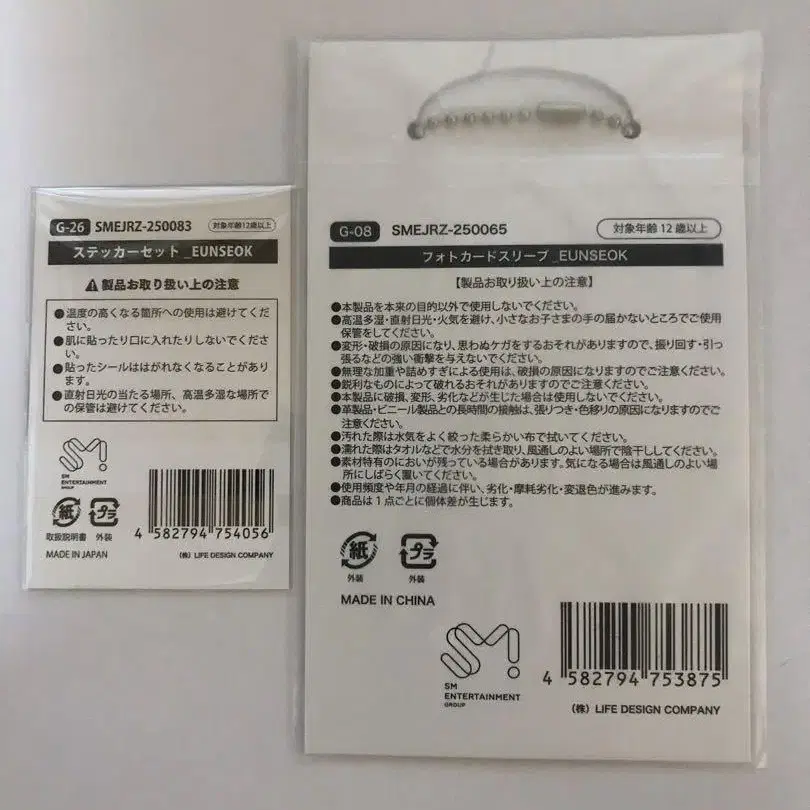 G-26 SMEJRZ-250083 対象年齢12歳以上
ステッカーセット_EUNSEOK
製品お取り扱い上の注意
●温度の高くなる箇所への使用は避けてくだ
さい。
●肌に貼ったり口に入れたりしないでくださ
い。
●貼ったシールははがれなくなることがあり
ます。
●直射日光の当たる場所、高温多湿な場所で
の保管は避けてください。
SM
ENTERTAINMENT
GROUP
紙 プラ
取扱説明書 外装
MADE IN JAPAN
4 582794 754056
(株) LIFE DESIGN COMPANY
G-08 SMEJRZ-250065 対象年齢12歳以上
フォトカードスリーブ_EUNSEOK
【製品お取り扱い上の注意】
●本製品を本来の目的以外で使用しないでください。
●高温多湿・直射日光・火気を避け、小さなお子さまの手の届かないところでご使用
保管をしてください。
●変形・破損の原因になり、思わぬケガをするおそれがありますので、振り回す・引っ
張るなどの強い衝撃を与えないでください。
●無理な加重や詰めすぎによる使用は、破損の原因になりますのでご注意ください。
●鋭利なものによって破れるおそれがありますのでご注意ください。
●本製品に破損、変形、劣化などが生じた場合は使用しないでください。
●革製品・ビニール製品との長時間の接触は、張りつき・色移りの原因になりますのでご
注意ください。
●汚れた際は水気をよく絞った柔らかい布で拭いてください。
●濡れた際はタオルなどで水分を拭き取り、風通しのよい場所で陰干ししてください。
●素材特有のにおいが残っている場合があります。気になる場合は風通しのよい場
所にしばらく置いてください。
●使用頻度や年月の経過に伴い、劣化・摩耗劣化・変退色が進みます。
●商品は1点ごとに個体差が生じます。
紙 プラ
外装 外装
MADE IN CHINA
SM
ENTERTAINMENT
GROUP
4 582794 753875
(株) LIFE DESIGN COMPANY